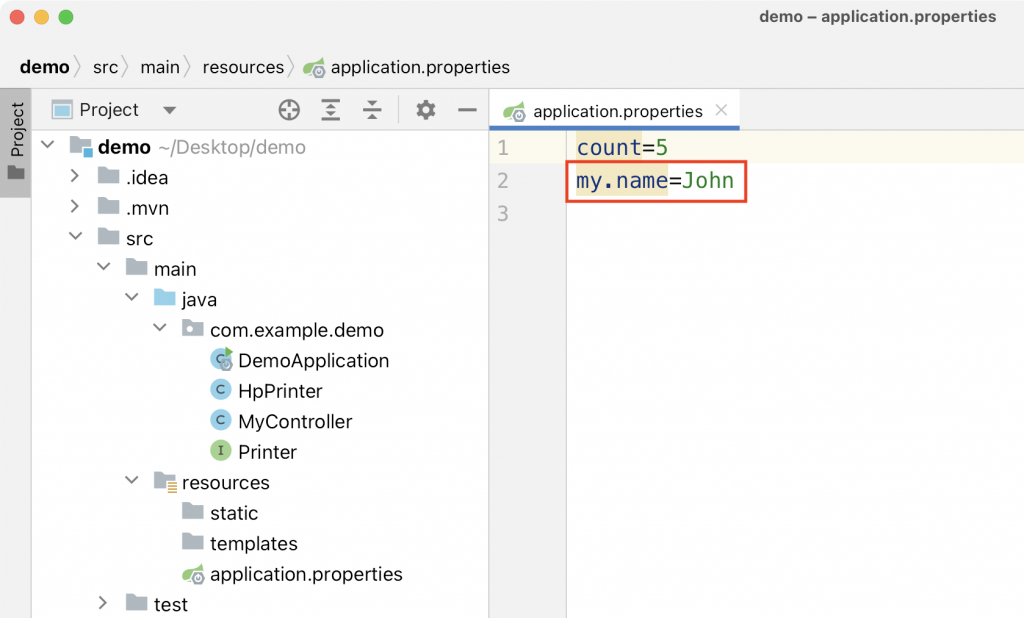 demo – application.properties
demo src main resources application.properties
Project
Project
application.properties
demo ~/Desktop/demo
.idea
.mvn
src
main
java
com.example.demo
C DemoApplication
C HpPrinter
C MyController
I Printer
resources
static
templates
application.properties
test
1 count=5
2 my.name=John
3